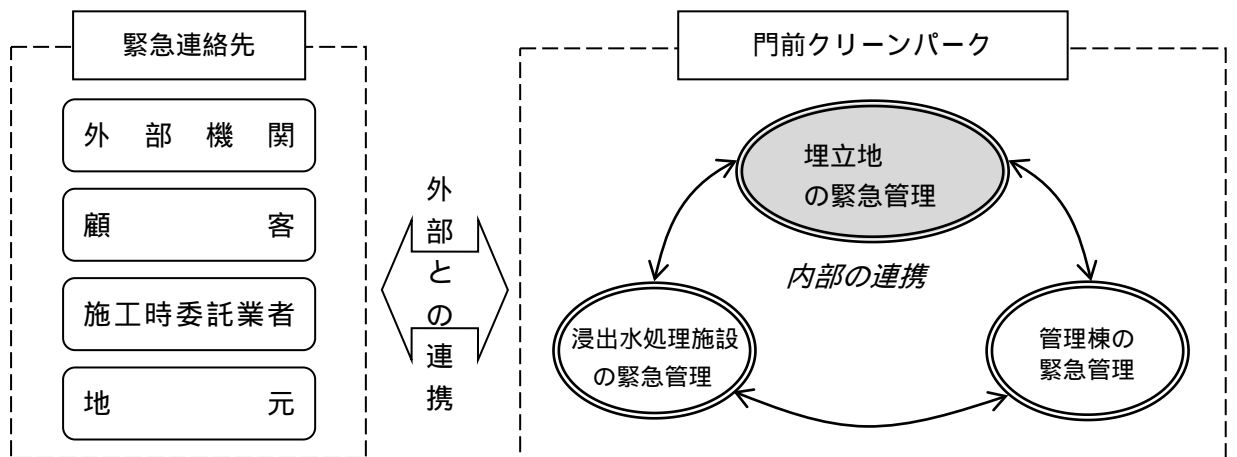 緊急連絡先
外部機関
顧客
施工時委託業者
地元
外部との連携
門前クリーンパーク
埋立地
の緊急管理
内部の連携
浸出水処理施設
の緊急管理
管理棟の
緊急管理